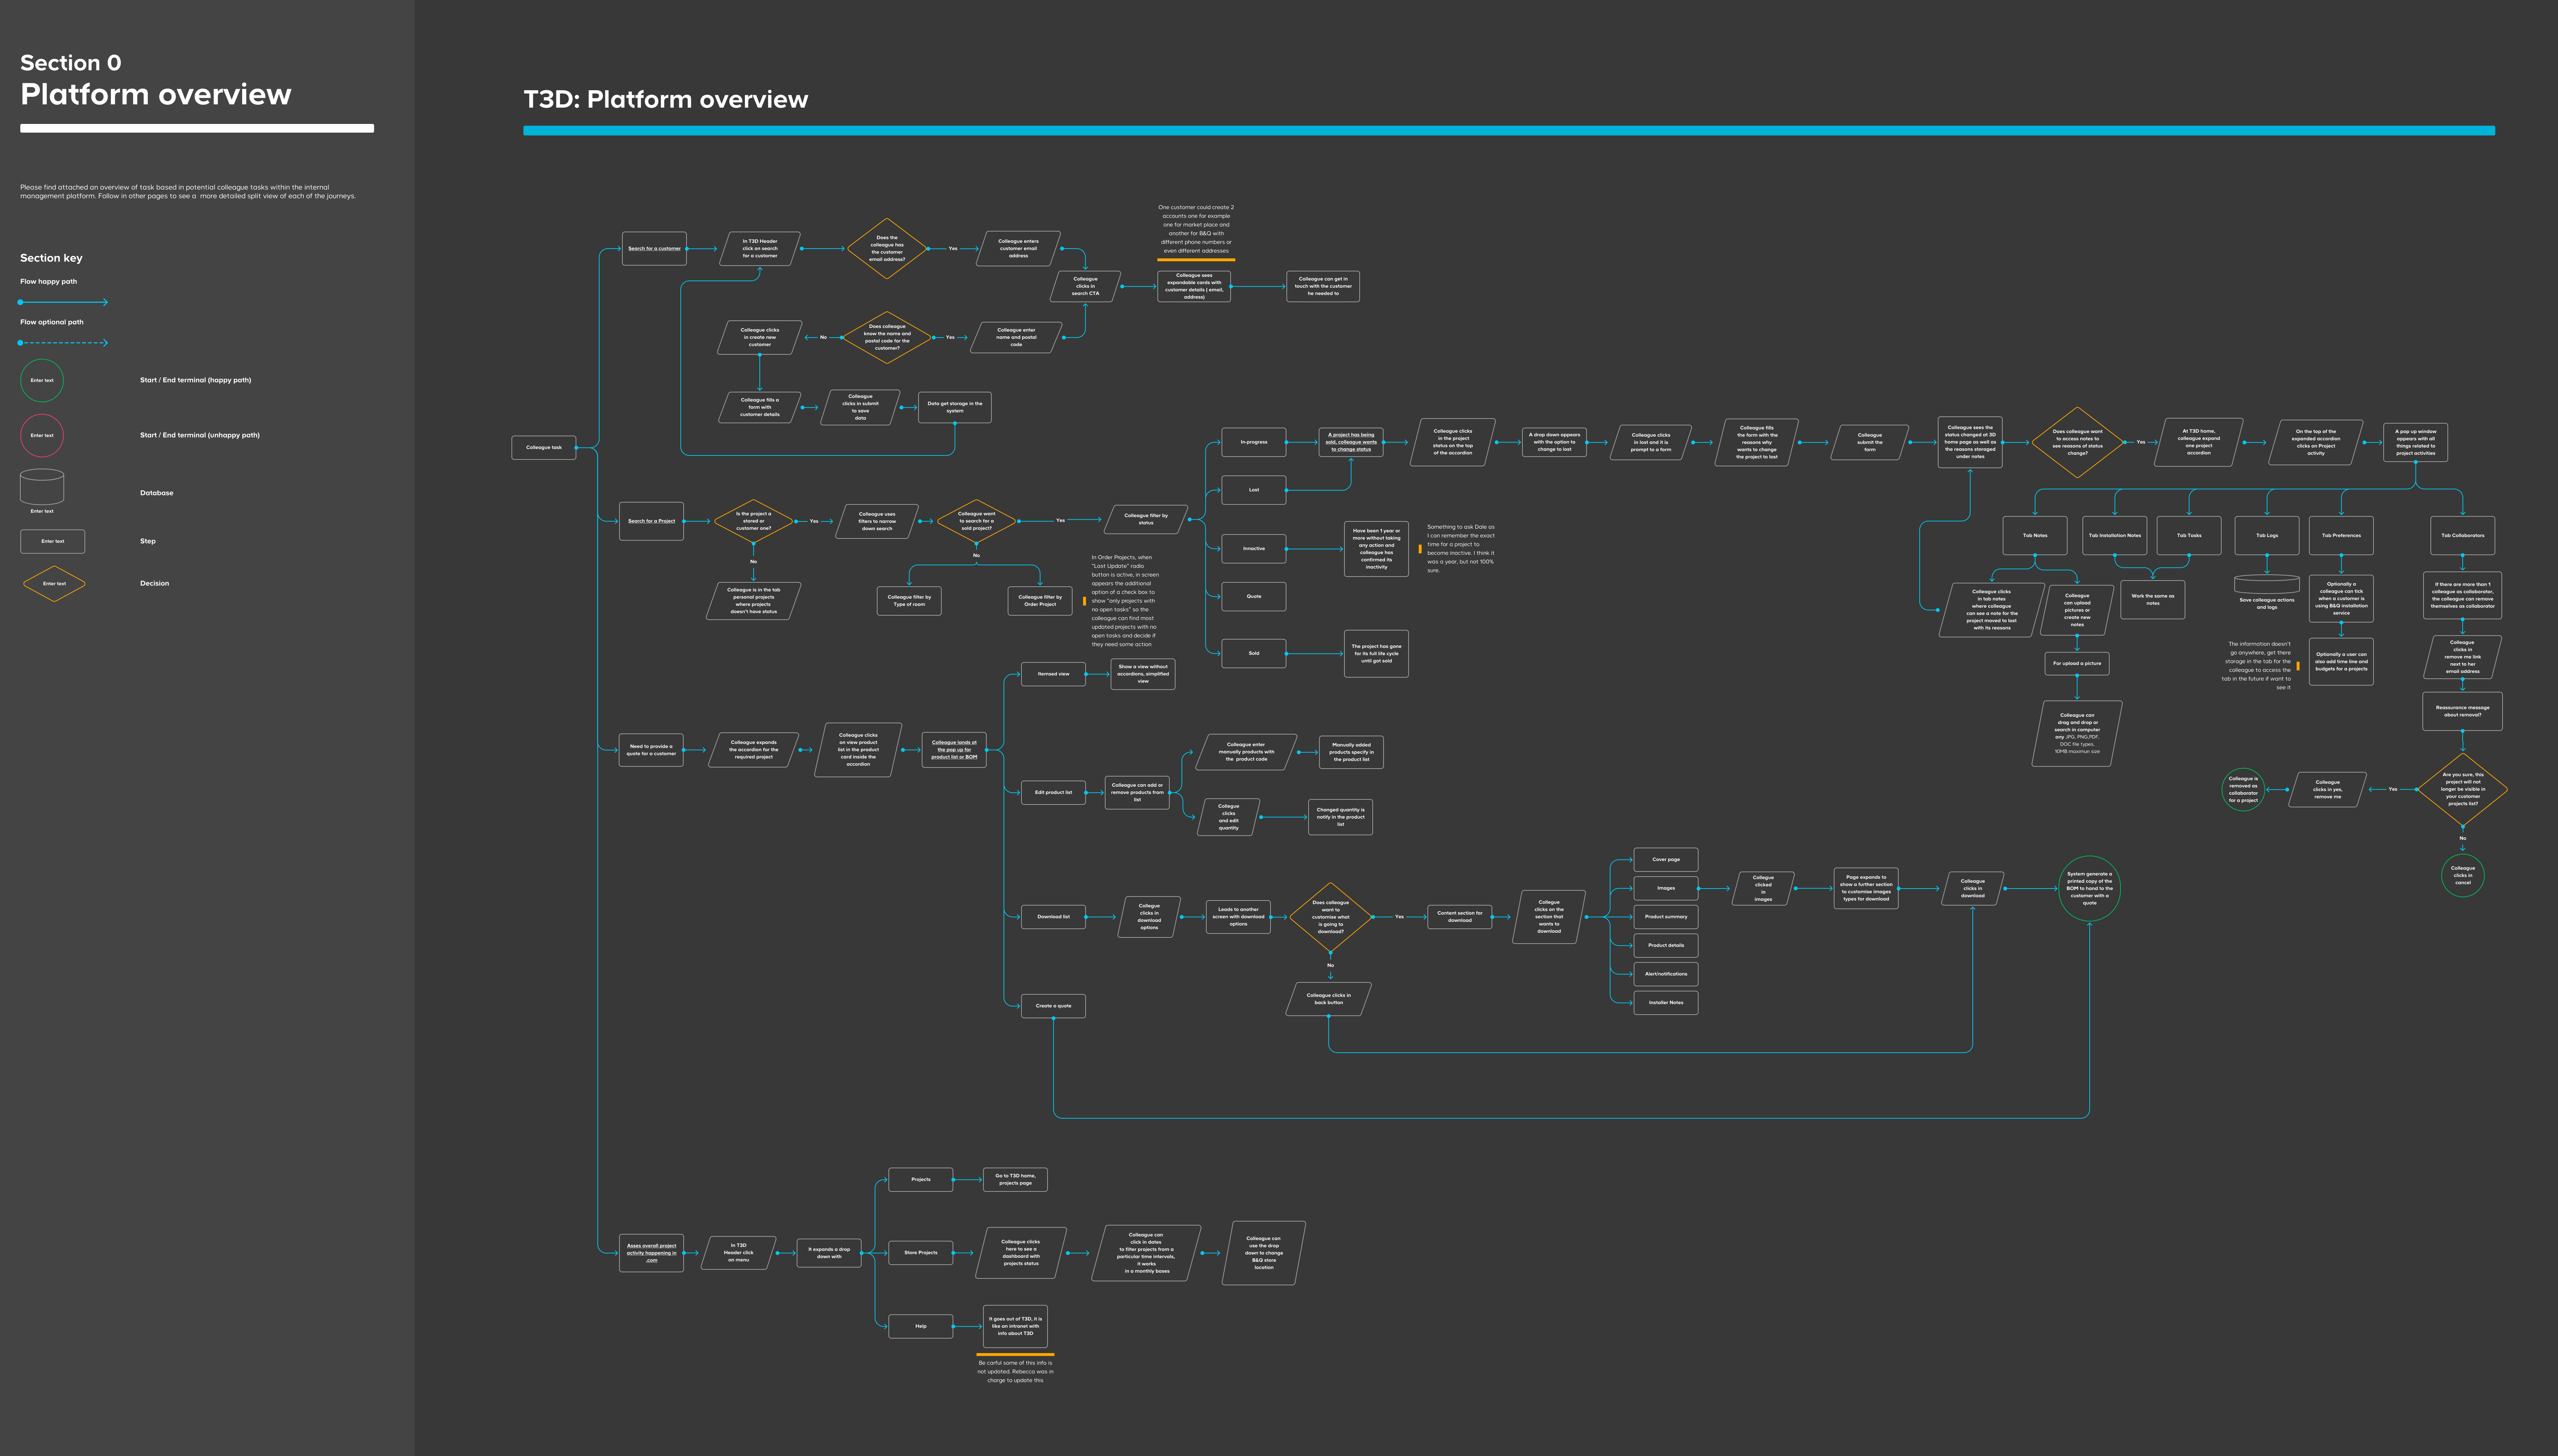 Section 0
Platform overview
Please find attached an overview of task based in potential colleague tasks within the internal
management platform. Follow in other pages to see a more detailed split view of each of the journeys.
Section key
Flow happy path
Flow optional path
Enter text
Start / End terminal (happy path)
Enter text
Start / End terminal (unhappy path)
Database
Enter text
Enter text
Step
Enter text
Decision
T3D: Platform overview
Colleague task
Search for a customer
In T3D Header
click on search
for a customer
Does the
colleague has
the customer
email address?
Yes
Colleague enters
customer email
address
Colleague
clicks in
search CTA
One customer could create 2
accounts one for example
one for market place and
another for B&Q with
different phone numbers or
even different addresses
Colleague sees
expandable cards with
customer details ( email,
address)
Colleague can get in
touch with the customer
he needed to
Colleague clicks
in create new
customer
No
Does colleague
know the name and
postal code for the
customer?
Yes
Colleague enter
name and postal
code
Colleague fills a
form with
customer details
Colleague
clicks in submit
to save
data
Data get storage in the
system
Search for a Project
Is the project a
stored or
customer one?
Yes
No
Colleague is in the tab
personal projects
where projects
doesn't have status
Colleague uses
filters to narrow
down search
Colleague want
to search for a
sold project?
Yes
No
Colleague filter by
Type of room
Colleague filter by
Order Project
In Order Projects, when
"Last Update" radio
button is active, in screen
appears the additional
option of a check box to
show "only projects with
no open tasks" so the
colleague can find most
updated projects with no
open tasks and decide if
they need some action
Colleague filter by
status
In-progress
Lost
Innactive
Quote
Sold
Have been 1 year or
more without taking
any action and
colleague has
confirmed its
inactivity
Something to ask Dale as
I can remember the exact
time for a project to
become inactive. I think it
was a year, but not 100%
sure.
The project has gone
for its full life cycle
until got sold
A project has being
sold, colleague wants
to change status
Colleague clicks
in the project
status on the top
of the accordion
A drop down appears
with the option to
change to lost
Colleague clicks
in lost and it is
prompt to a form
Colleague fills
the form with the
reasons why
wants to change
the project to lost
Colleague
submit the
form
Colleague sees the
status changed at 3D
home page as well as
the reasons storaged
under notes
Does colleague want
to access notes to
see reasons of status
change?
Yes
At T3D home,
colleague expand
one project
accordion
On the top of the
expanded accordion
clicks on Project
activity
A pop up window
appears with all
things related to
project activities
Tab Notes
Tab Installation Notes
Tab Tasks
Tab Logs
Tab Preferences
Tab Collaborators
Colleague clicks
in tab notes
where colleague
can see a note for the
project moved to lost
with its reasons
Colleague
can upload
pictures or
create new
notes
Work the same as
notes
Save colleague actions
and logs
Optionally a
colleague can tick
when a customer is
using B&Q installation
service
If there are more than 1
colleague as collaborator,
the colleague can remove
themselves as collaborator
For upload a picture
Colleague can
drag and drop or
search in computer
any JPG, PNG,PDF,
DOC file types,
10MB maximun size
The information doesn't
go anywhere, get there
storage in the tab for the
colleague to access the
tab in the future if want to
see it
Optionally a user can
also add time line and
budgets for a projects
Colleague
clicks in
remove me link
next to her
email address
Reassurance message
about removal?
Are you sure, this
project will not
longer be visible in
your customer
projects list?
Yes
Colleague
clicks in yes,
remove me
Colleague is
removed as
collaborator
for a project
No
Colleague
clicks in
cancel
Need to provide a
quote for a customer
Colleague expands
the accordion for the
required project
Colleague clicks
on view product
list in the product
card inside the
accordion
Colleague lands at
the pop up for
product list or BOM
Itemsed view
Show a view without
accordions, simplified
view
Edit product list
Colleague can add or
remove products from
list
Colleague enter
manually products with
the product code
Manually added
products specify in
the product list
Collegue
clicks
and edit
quantity
Changed quantity is
notify in the product
list
Download list
Collegue
clicks in
download
options
Leads to another
screen with download
options
Does colleague
want to
customise what
is going to
download?
Yes
No
Colleague clicks in
back button
Content section for
download
Collegue
clicks on the
section that
wants to
download
Cover page
Images
Product summary
Product details
Alert/notifications
Installer Notes
Collegue
clicked
in
images
Page expands to
show a further section
to customise images
types for download
Colleague
clicks in
download
System generate a
printed copy of the
BOM to hand to the
customer with a
quote
Create a quote
Asses overall project
activity happening in
.com
In T3D
Header click
on menu
It expands a drop
down with
Projects
Go to T3D home,
projects page
Store Projects
Colleague clicks
here to see a
dashboard with
projects status
Colleague can
click in dates
to filter projects from a
particular time intervals,
it works
in a monthly bases
Colleague can
use the drop
down to change
B&Q store
location
Help
It goes out of T3D, it is
like an intranet with
info about T3D
Be carful some of this info is
not updated. Rebecca was in
charge to update this